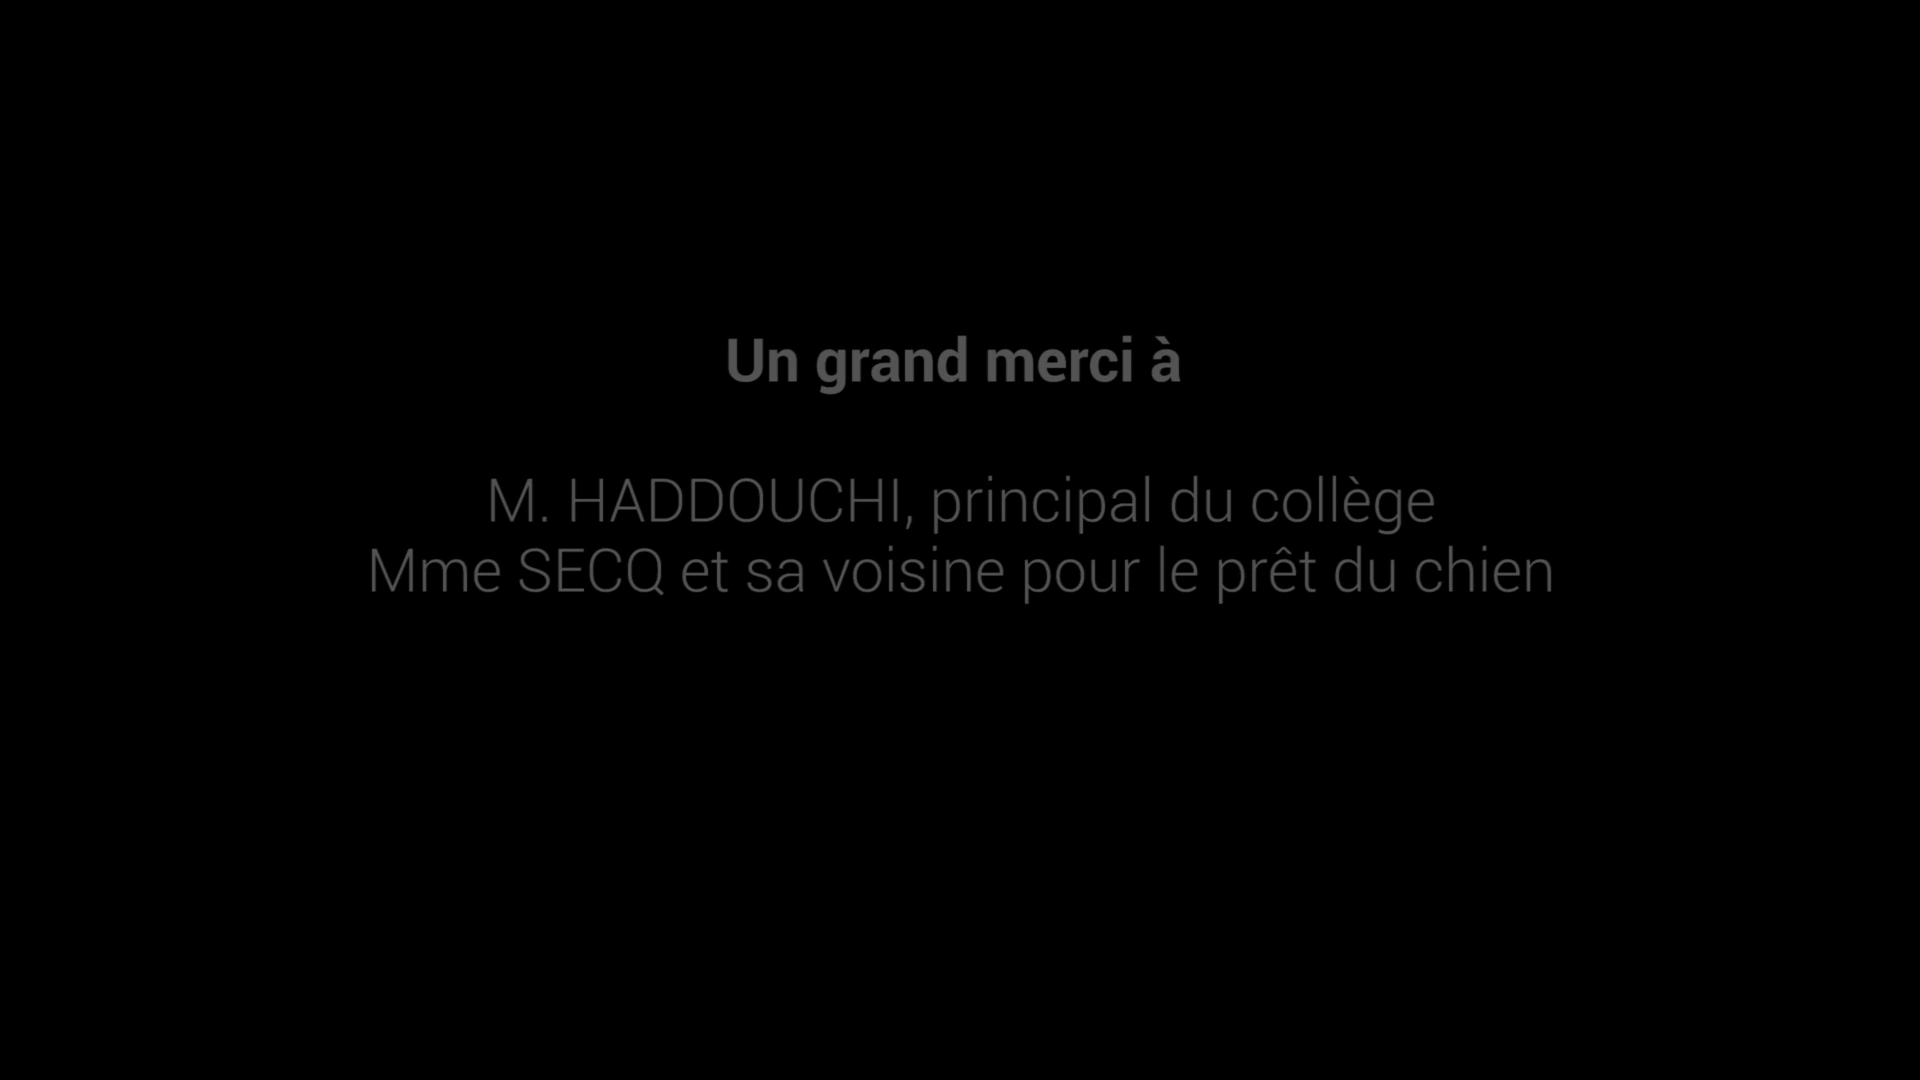 Un grand merci à
M. HADDOUCHI, principal du collège
Mme SECQ et sa voisine pour le prêt du chien